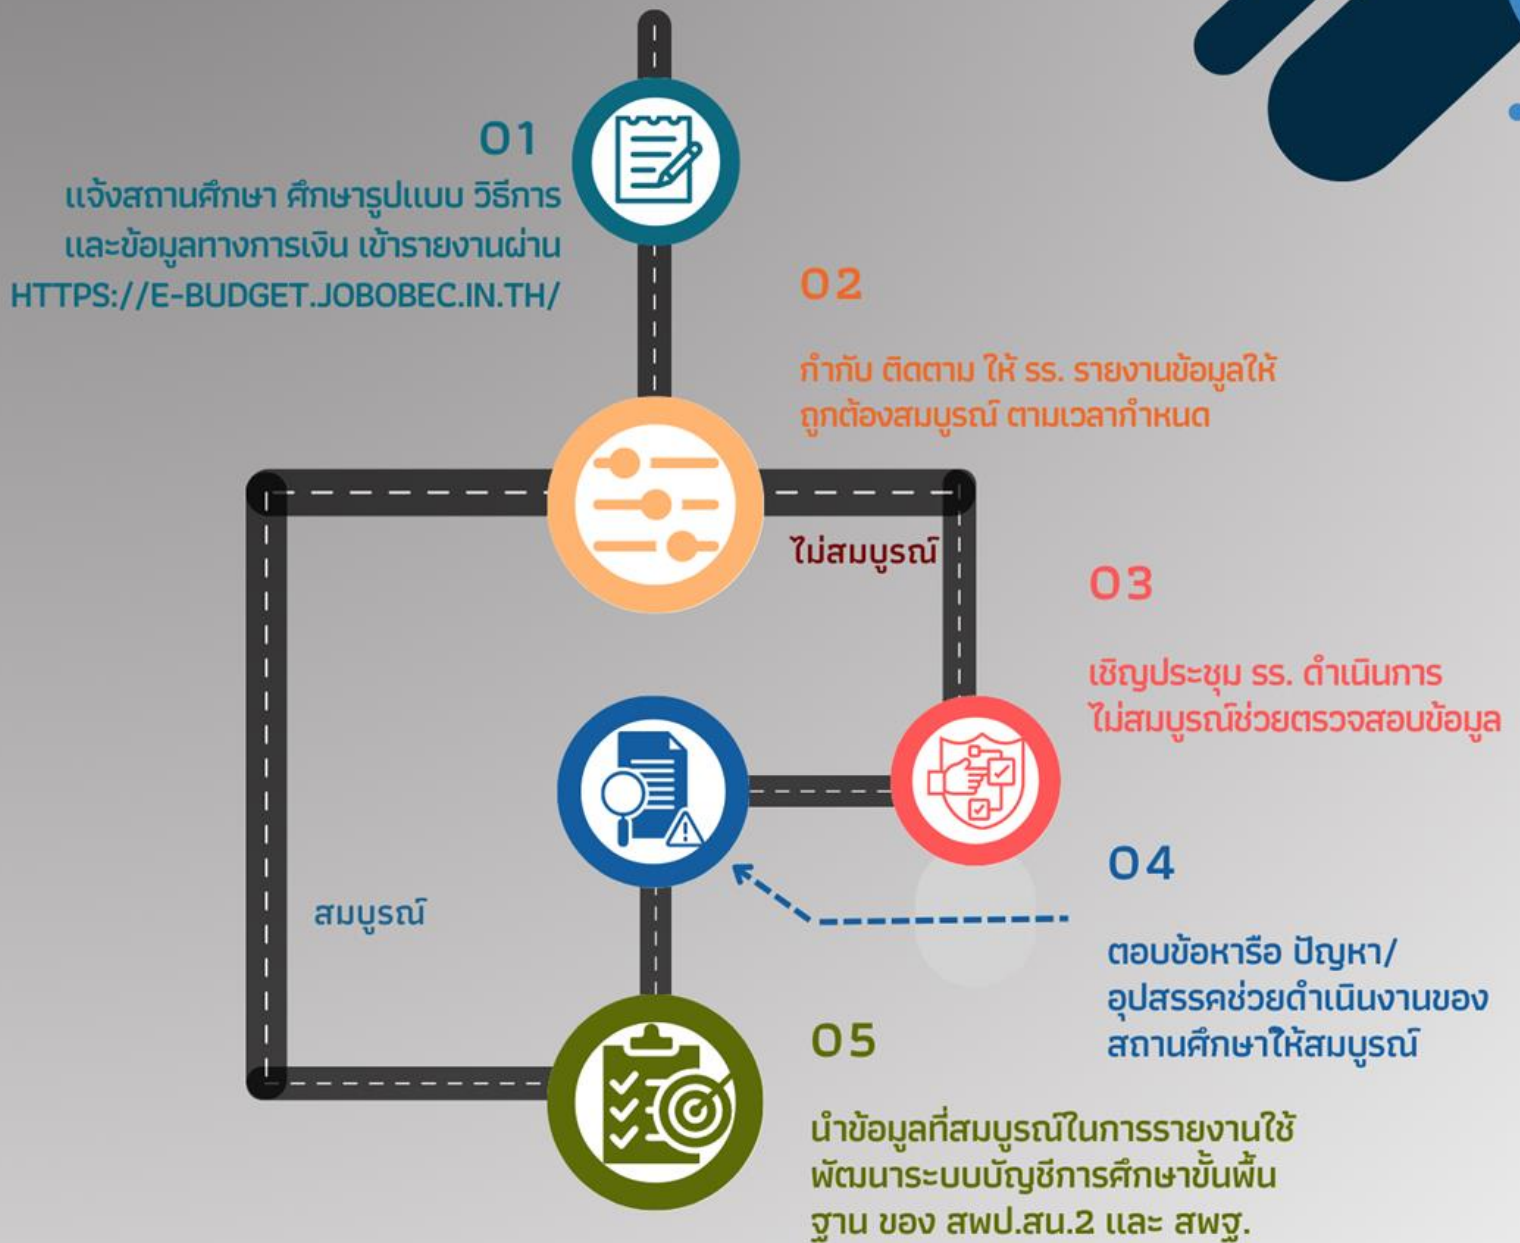 01
แจ้งสถานศึกษา ศึกษารูปแบบ วิธีการ
และข้อมูลทางการเงิน เข้ารายงานผ่าน
HTTPS://E-BUDGET.JOBOBEC.IN.TH/
02
กำกับ ติดตาม ให้ รร. รายงานข้อมูลให้
ถูกต้องสมบูรณ์ ตามเวลากำหนด
ไม่สมบูรณ์
03
เชิญประชุม รร. ดำเนินการ
ไม่สมบูรณ์ช่วยตรวจสอบข้อมูล
04
ตอบข้อหารือ ปัญหา/
อุปสรรคช่วยดำเนินงานของ
สถานศึกษาให้สมบูรณ์
สมบูรณ์
05
นำข้อมูลที่สมบูรณ์ในการรายงานใช้
พัฒนาระบบบัญชีการศึกษาขั้นพื้น
ฐาน ของ สพป.สน.2 และ สพฐ.